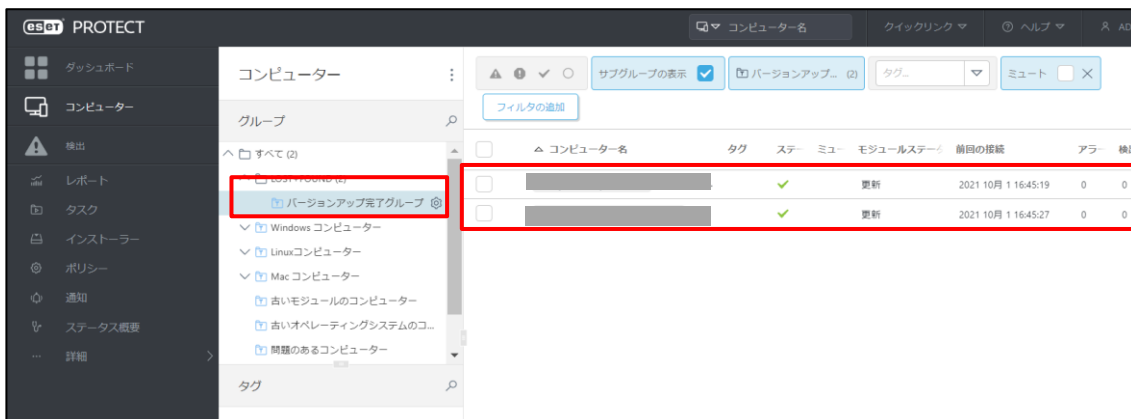 eset PROTECT
コンピューター名
クイックリンク
ヘルプ
AD
ダッシュボード
コンピューター
検出
レポート
タスク
インストーラー
ポリシー
通知
ステータス概要
詳細
コンピューター
グループ
すべて (2)
LOST+FOUND (2)
バージョンアップ完了グループ
Windows コンピューター
Linuxコンピューター
Mac コンピューター
古いモジュールのコンピューター
古いオペレーティングシステムのコ...
問題のあるコンピューター
タグ
サブグループの表示
バージョンアップ... (2)
タグ...
ミュート
フィルタの追加
コンピューター名 タグ ステー ミュー モジュールステー 前回の接続 アラー 検出
更新 2021 10月 1 16:45:19 0 0
更新 2021 10月 1 16:45:27 0 0